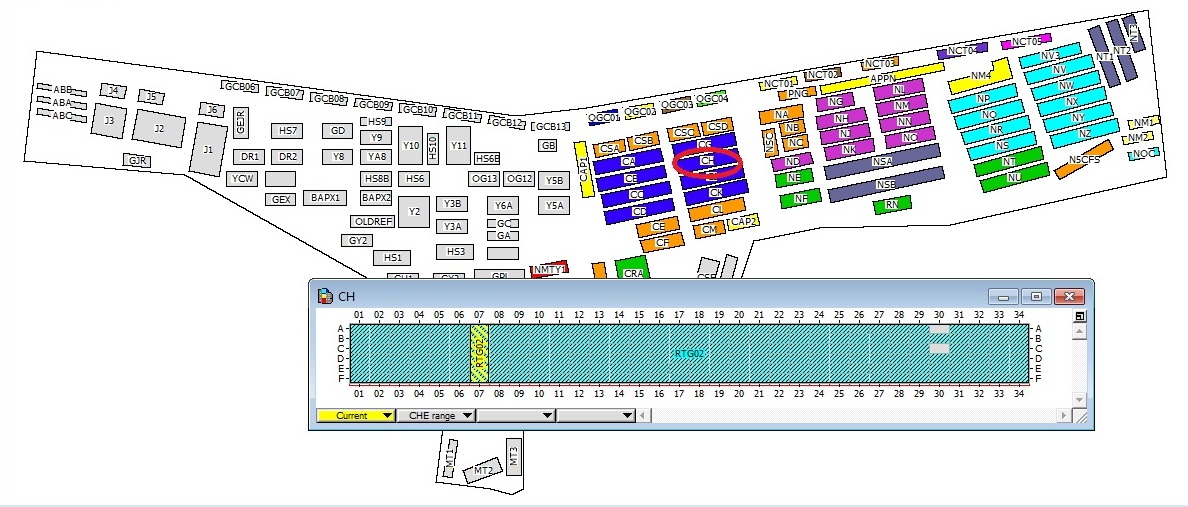 NCT05
NCT04
NCT03
NCT02
NCT01
APPN
NM4
NV3
NT1
NT2
NT3
GCB06
GCB07
GCB08
GCB09
GCB10
GCB11
GCB12
GCB13
QGC01
QGC02
QGC03
QGC04
PNG
ABB
ABA
ABC
J4
J5
J6
J3
J2
J1
GJR
GEJR
HS7
GD
HS9
Y9
Y10
HS10
Y11
HS6B
GB
DR1
DR2
Y8
YA8
YCW
HS8B
HS6
OG13
OG12
Y5B
GEX
BAPX1
BAPX2
Y2
Y3B
Y6A
Y5A
OLDREF
Y3A
GC
GA
GY2
HS1
HS3
NMTY1
CRA
CAP1
CSA
CSB
CSC
CSD
CA
CB
CC
CD
CE
CF
CG
CH
CK
CL
CM
CAP2
NA
NB
NC
NSC
ND
NE
NF
NG
NH
NJ
NK
NL
NM
NN
NO
NSA
NSB
RN
NP
NQ
NR
NS
NT
NU
NV
NW
NX
NY
NZ
NSCFS
NM1
NM2
NOC
CH
01 02 03 04 05 06 07 08 09 10 11 12 13 14 15 16 17 18 19 20 21 22 23 24 25 26 27 28 29 30 31 32 33 34
A A
B B
C C
D D
E E
F F
RTG02
RTG02
01 02 03 04 05 06 07 08 09 10 11 12 13 14 15 16 17 18 19 20 21 22 23 24 25 26 27 28 29 30 31 32 33 34
Current
CHE range
MT1
MT2
MT3